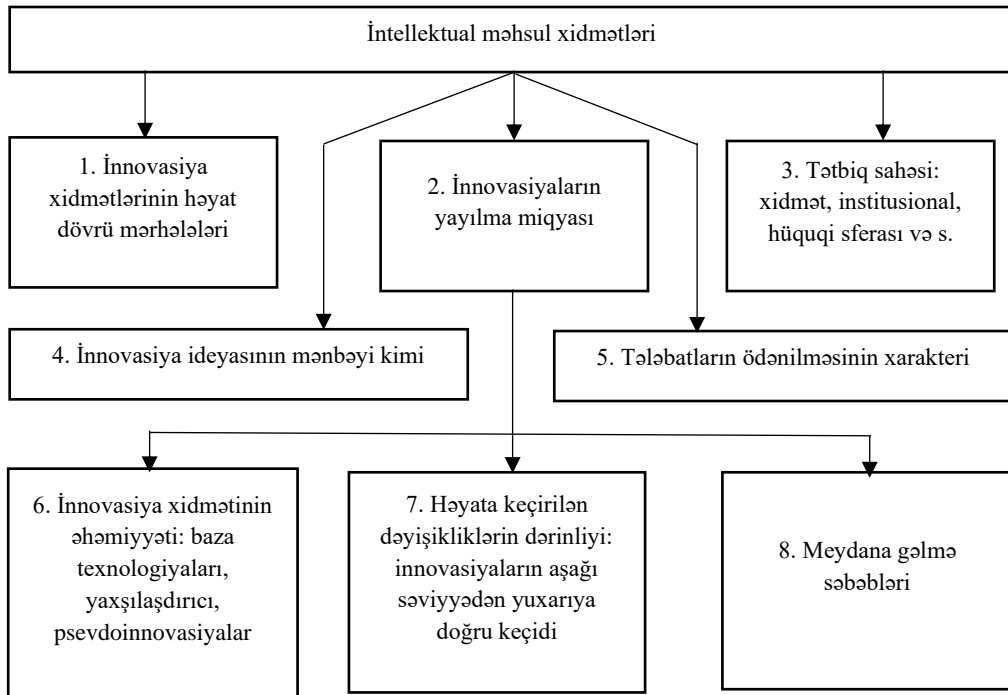 İntellektual məhsul xidmətləri
1. İnnovasiya
xidmətlərinin həyat
dövrü mərhələləri
2. İnnovasiyaların
yayılma miqyası
3. Tətbiq sahəsi:
xidmət, institusional,
hüquqi sferası və s.
4. İnnovasiya ideyasının mənbəyi kimi
5. Tələbatların ödənilməsinin xarakteri
6. İnnovasiya xidmətinin
əhəmiyyəti: baza
texnologiyaları,
yaxşılaşdırıcı,
psevdoinnovasiyalar
7. Həyata keçirilən
dəyişikliklərin dərinliyi:
innovasiyaların aşağı
səviyyədən yuxarıya
doğru keçidi
8. Meydana gəlmə
səbəbləri